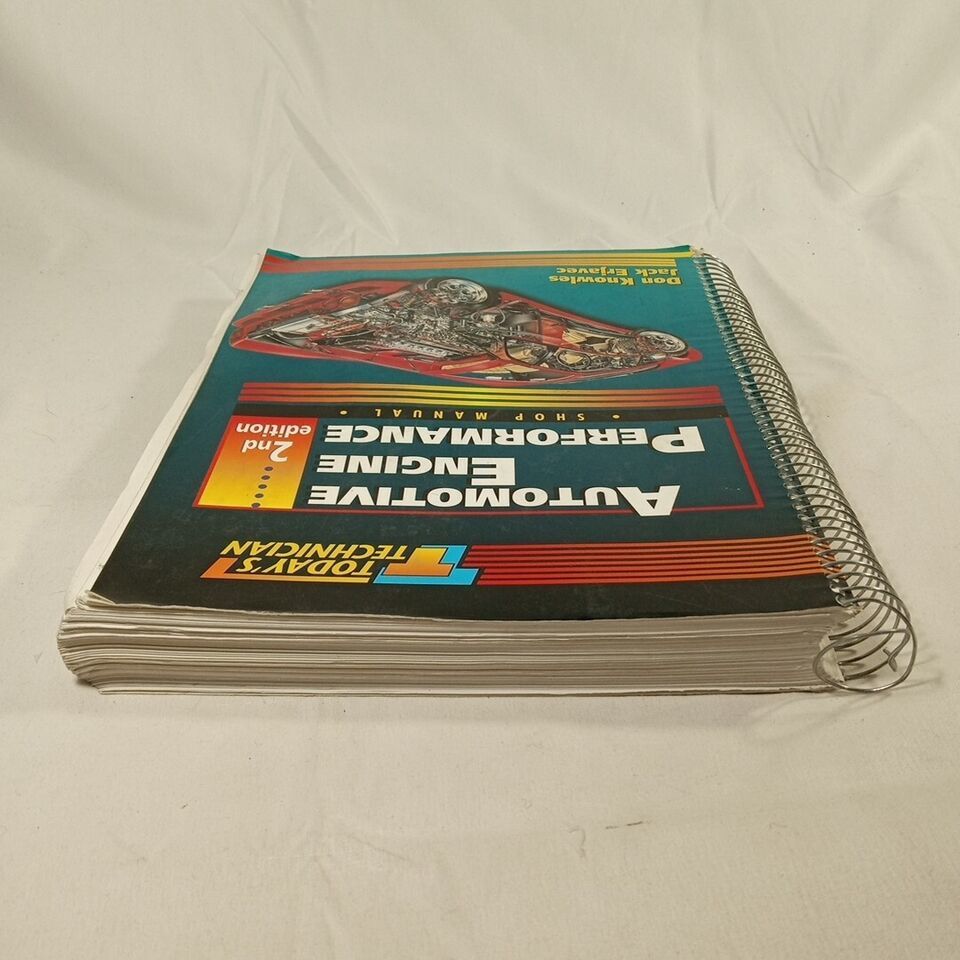 TODAY'S
TECHNICIAN
AUTOMOTIVE
ENGINE
PERFORMANCE
2nd
edition
• SHOP MANUAL •
Don Knowles
Jack Erjavec